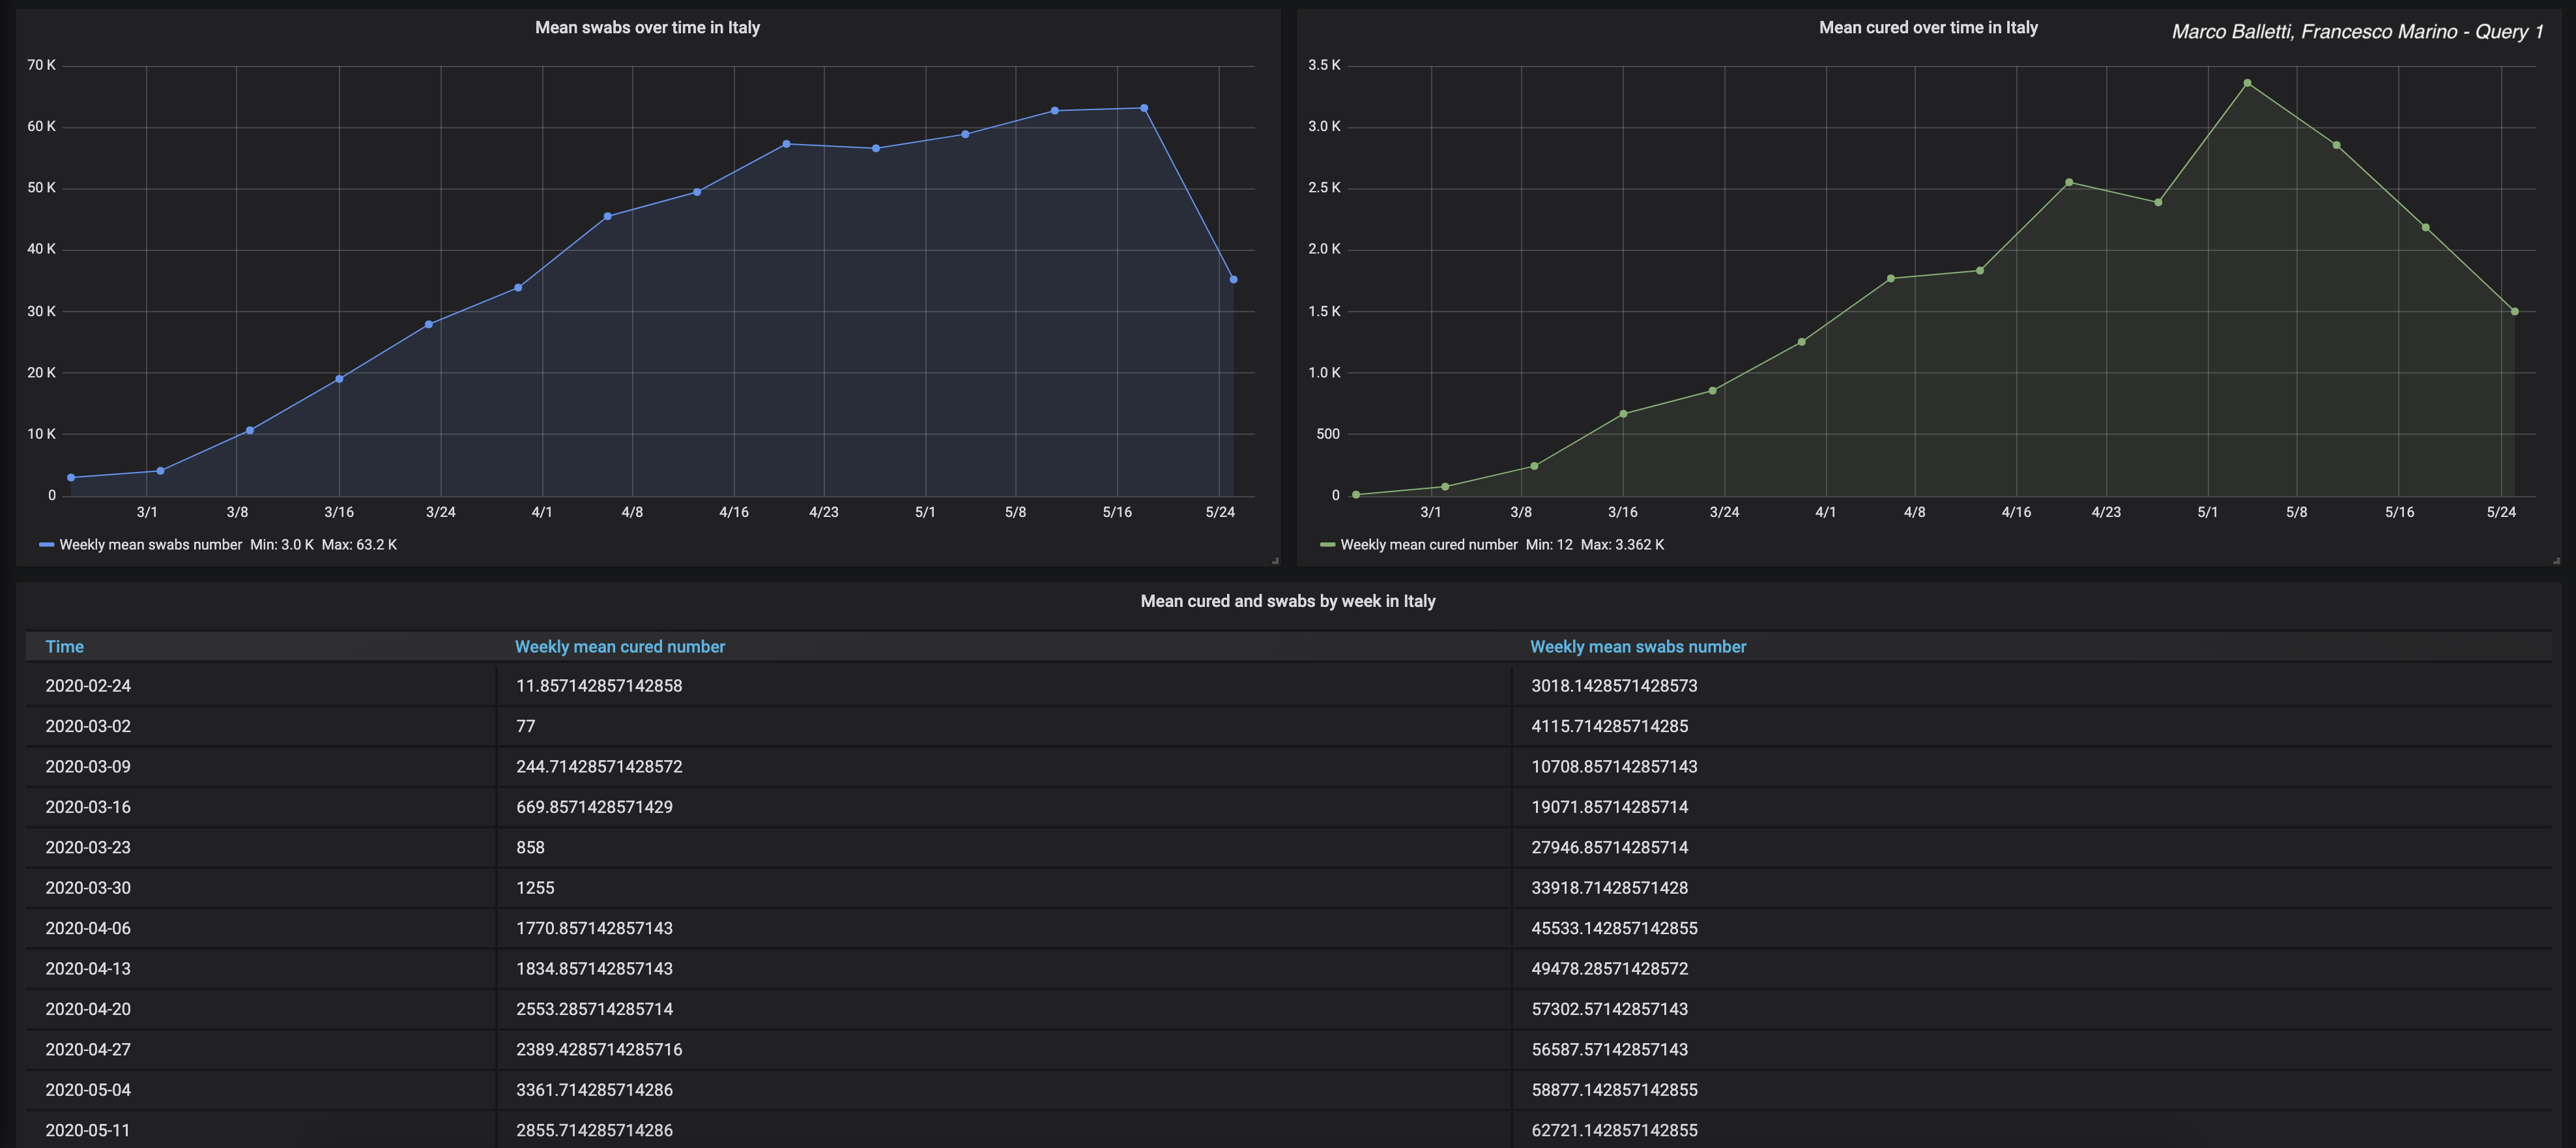 Mean swabs over time in Italy
70 K
60 K
50 K
40 K
30 K
20 K
10 K
0
3/1 3/8 3/16 3/24 4/1 4/8 4/16 4/23 5/1 5/8 5/16 5/24
Weekly mean swabs number Min: 3.0 K Max: 63.2 K
Mean cured over time in Italy
Marco Balletti, Francesco Marino - Query 1
3.5 K
3.0 K
2.5 K
2.0 K
1.5 K
1.0 K
500
0
3/1 3/8 3/16 3/24 4/1 4/8 4/16 4/23 5/1 5/8 5/16 5/24
Weekly mean cured number Min: 12 Max: 3.362 K
Mean cured and swabs by week in Italy
Time Weekly mean cured number Weekly mean swabs number
2020-02-24 11.857142857142858 3018.1428571428573
2020-03-02 77 4115.714285714285
2020-03-09 244.71428571428572 10708.857142857143
2020-03-16 669.8571428571429 19071.85714285714
2020-03-23 858 27946.85714285714
2020-03-30 1255 33918.71428571428
2020-04-06 1770.857142857143 45533.142857142855
2020-04-13 1834.857142857143 49478.28571428572
2020-04-20 2553.285714285714 57302.57142857143
2020-04-27 2389.4285714285716 56587.57142857143
2020-05-04 3361.714285714286 58877.142857142855
2020-05-11 2855.714285714286 62721.142857142855